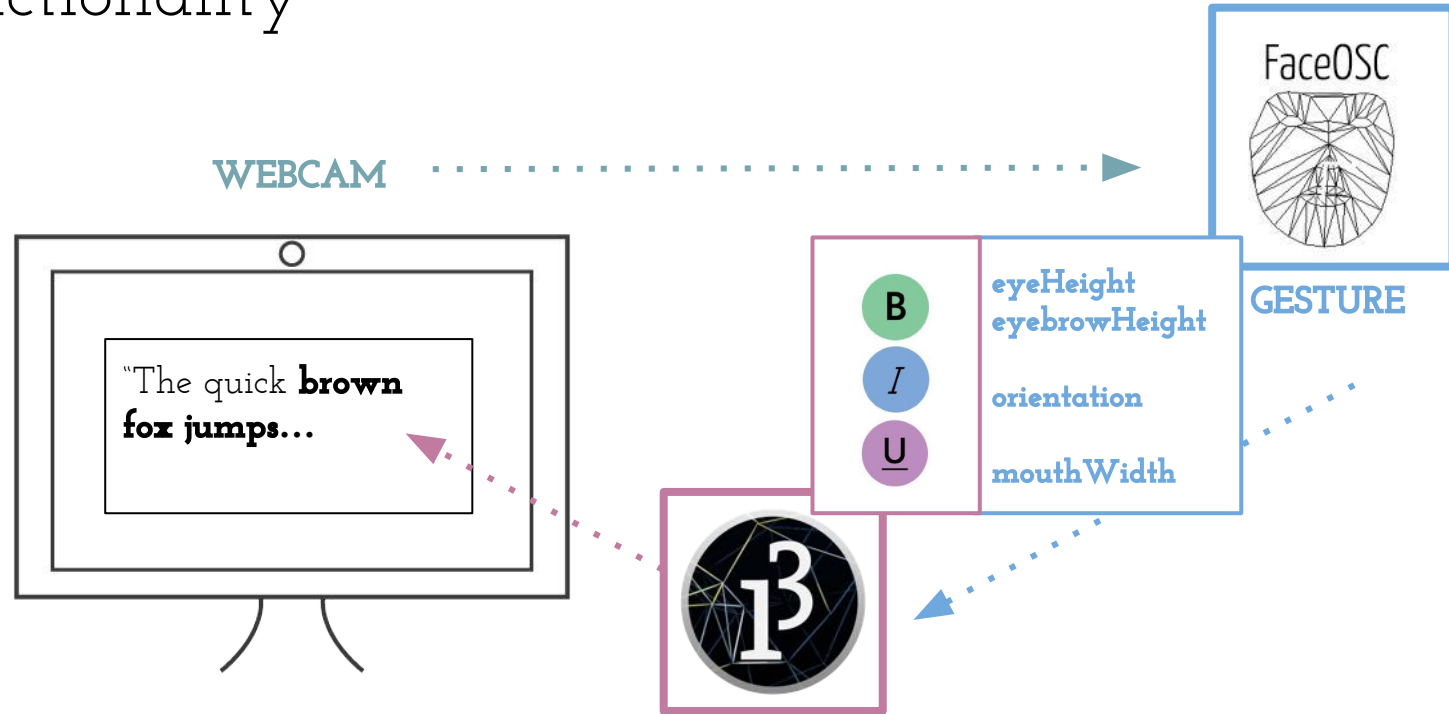 FaceOSC
WEBCAM
B
eyeHeight
eyebrowHeight
GESTURE
I
orientation
U
mouthWidth
“The quick brown
fox jumps...